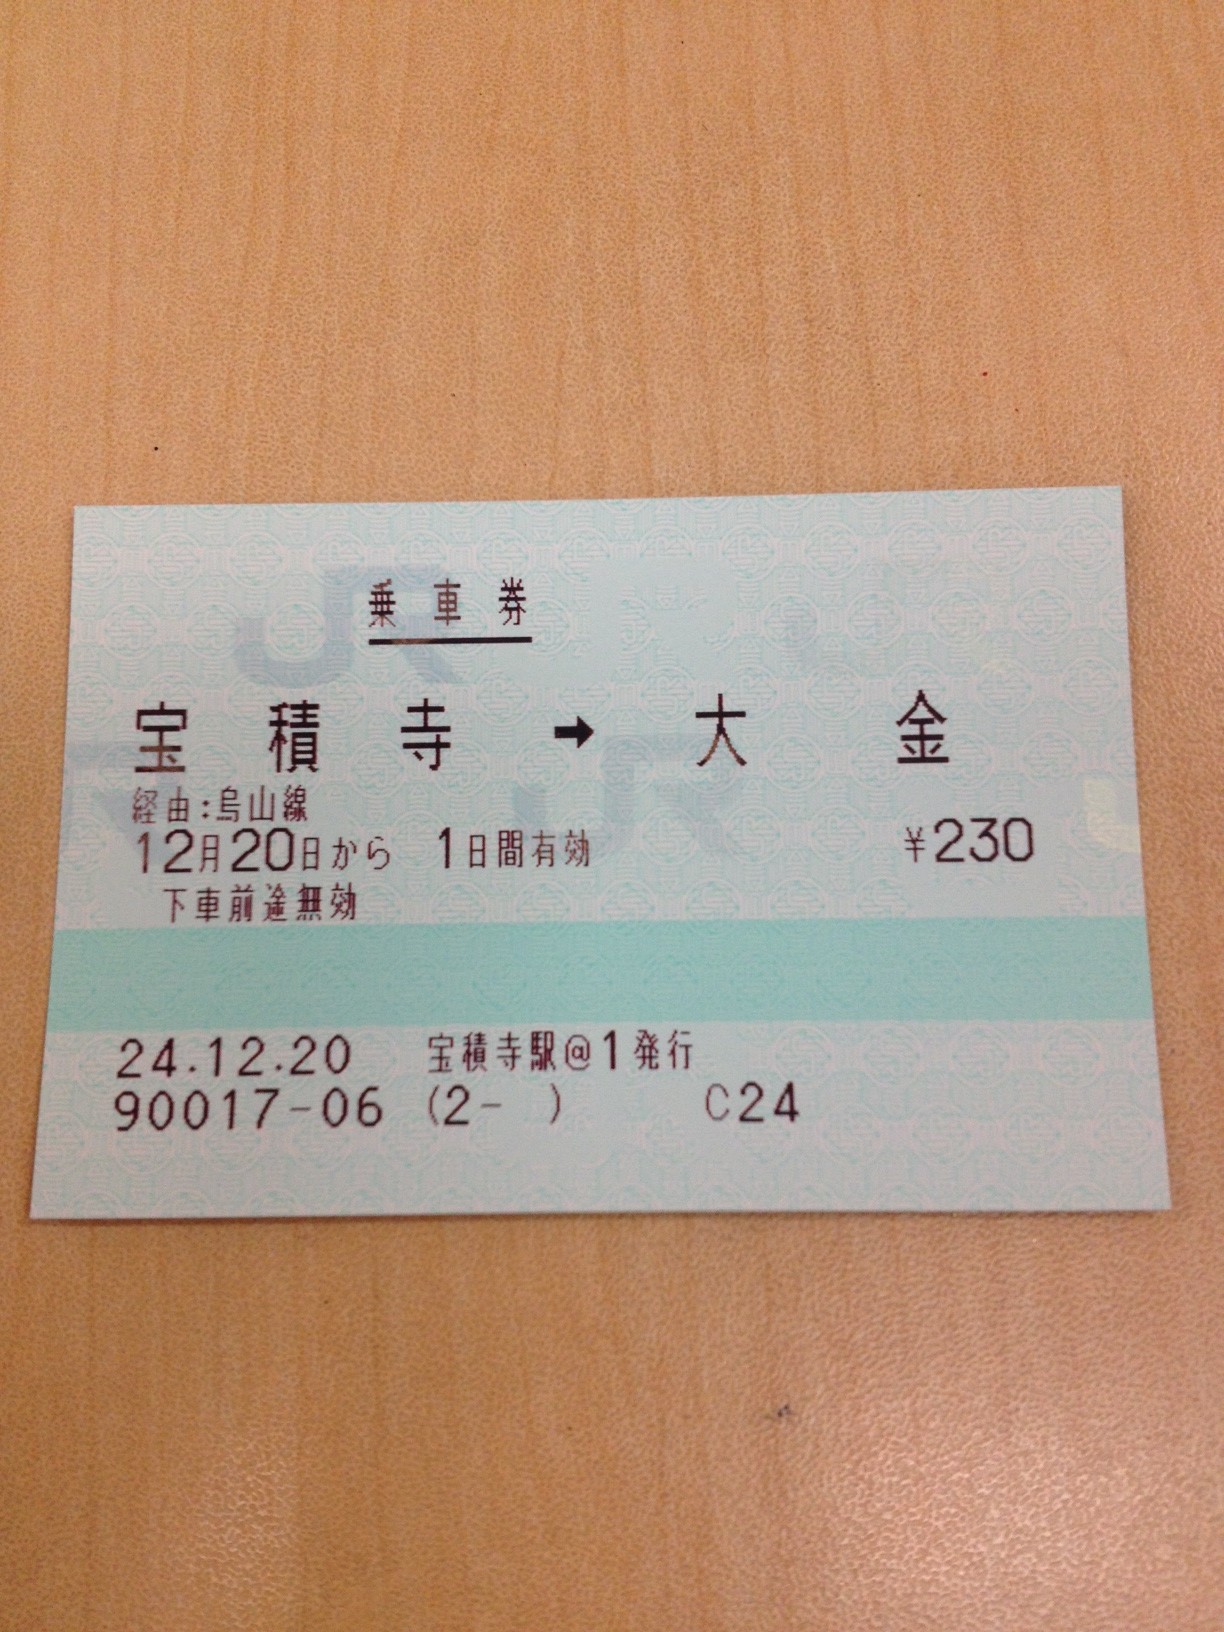 乗車券
宝積寺 ➡ 大金
経由:烏山線
12月20日から 1日間有効 ¥230
下車前途無効
24.12.20 宝積寺駅@1発行
90017-06 (2- ) C24